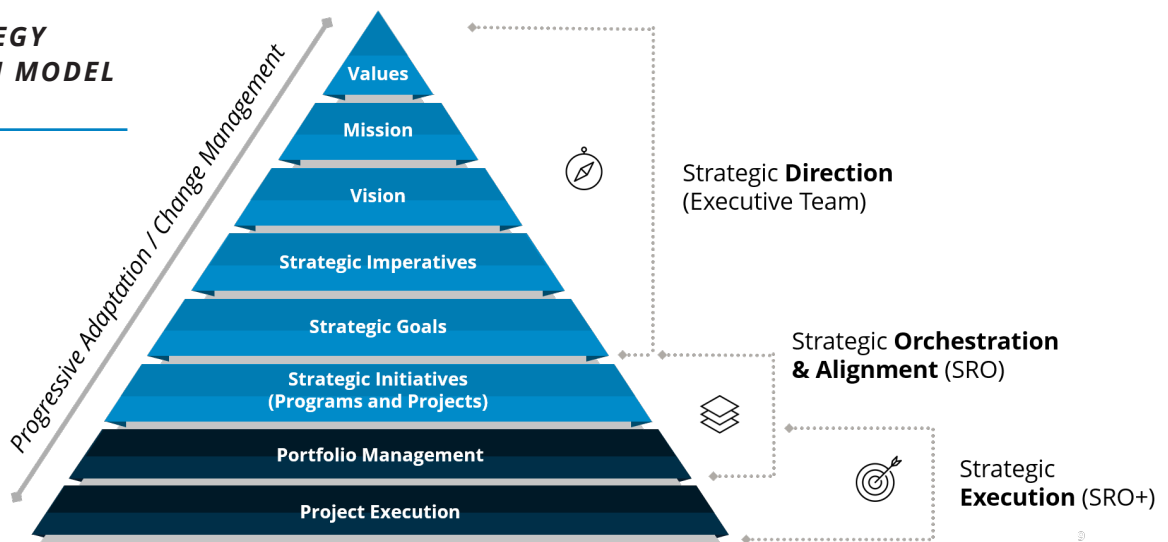 EGY
MODEL
Progressive Adaptation / Change Management
Values
Mission
Vision
Strategic Imperatives
Strategic Goals
Strategic Initiatives
(Programs and Projects)
Portfolio Management
Project Execution
Strategic Direction
(Executive Team)
Strategic Orchestration
& Alignment (SRO)
Strategic
Execution (SRO+)